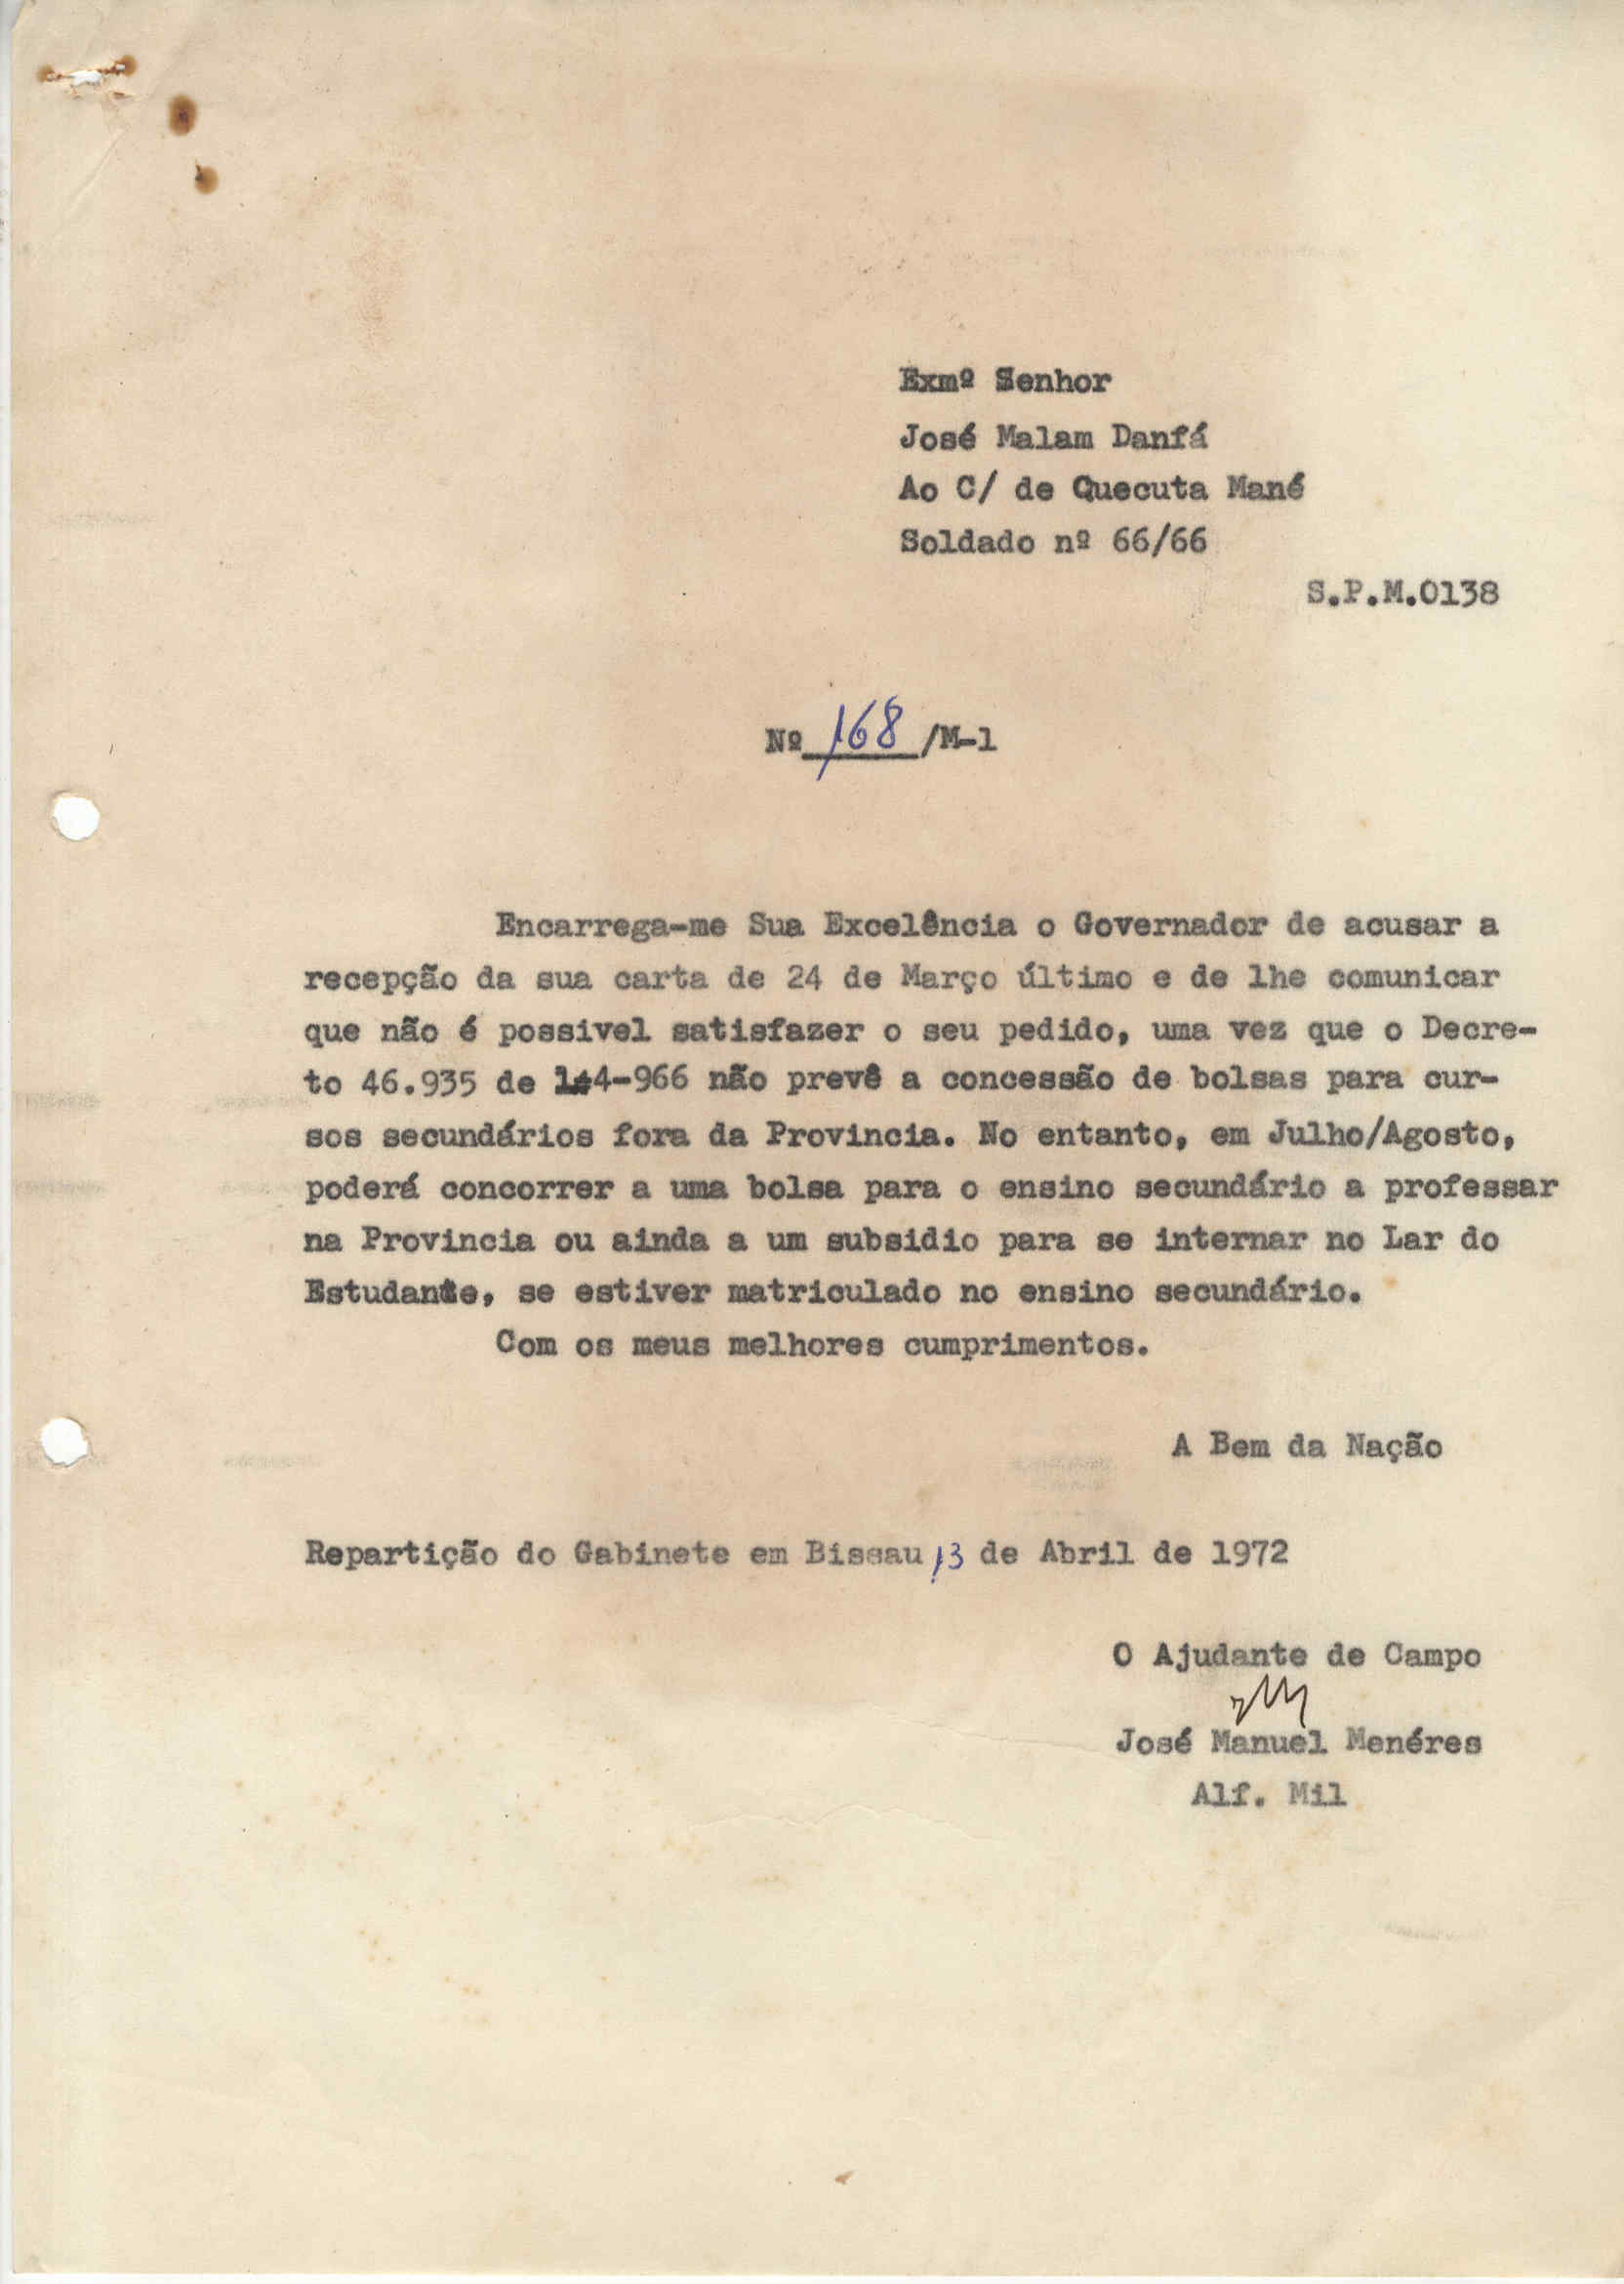 Exmº Senhor
José Malam Danfá
Ao C/ de Quecuta Mané
Soldado nº 66/66
S.P.M.0138
Nº 168 /M-1
Encarrega-me Sua Excelência o Governador de acusar a
recepção da sua carta de 24 de Março último e de lhe comunicar
que não é possivel satisfazer o seu pedido, uma vez que o Decre-
to 46.935 de 1-4-966 não prevê a concessão de bolsas para cur-
sos secundários fora da Provincia. No entanto, em Julho/Agosto,
poderá concorrer a uma bolsa para o ensino secundário a professar
na Provincia ou ainda a um subsidio para se internar no Lar do
Estudante, se estiver matriculado no ensino secundário.
Com os meus melhores cumprimentos.
A Bem da Nação
Repartição do Gabinete em Bissau 13 de Abril de 1972
O Ajudante de Campo
José Manuel Menéres
Alf. Mil